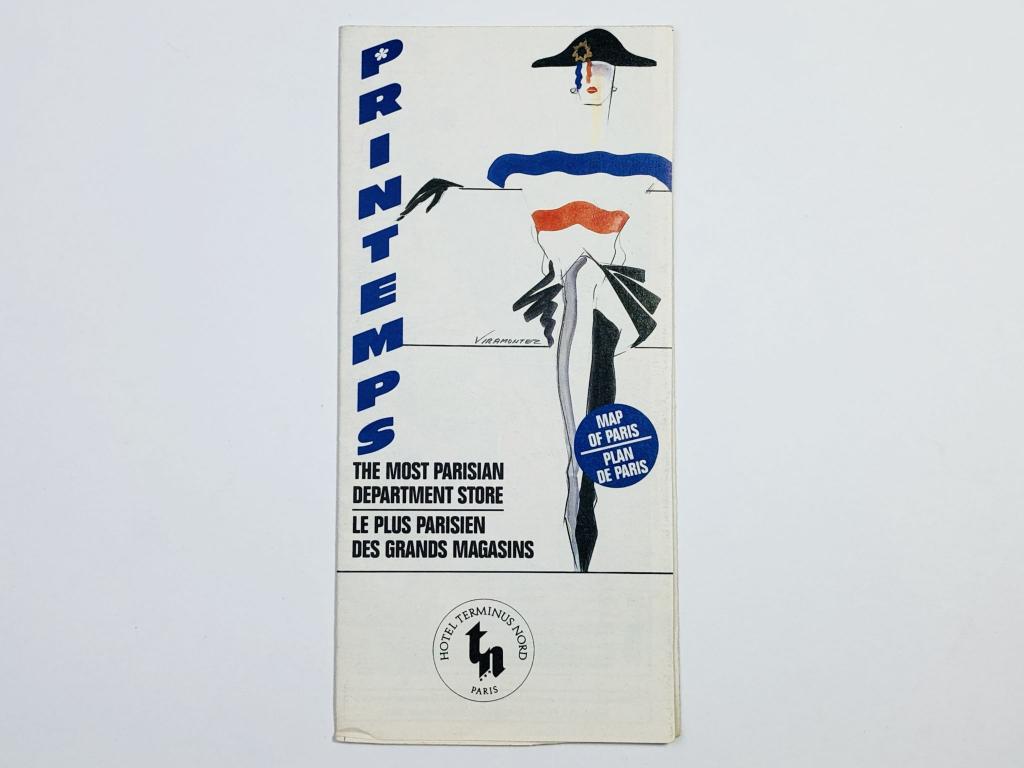 PRINTEMPS
VIRAMONTEZ
MAP
OF PARIS
PLAN
DE PARIS
THE MOST PARISIAN
DEPARTMENT STORE
LE PLUS PARISIEN
DES GRANDS MAGASINS
HOTEL TERMINUS NORD
tn
PARIS